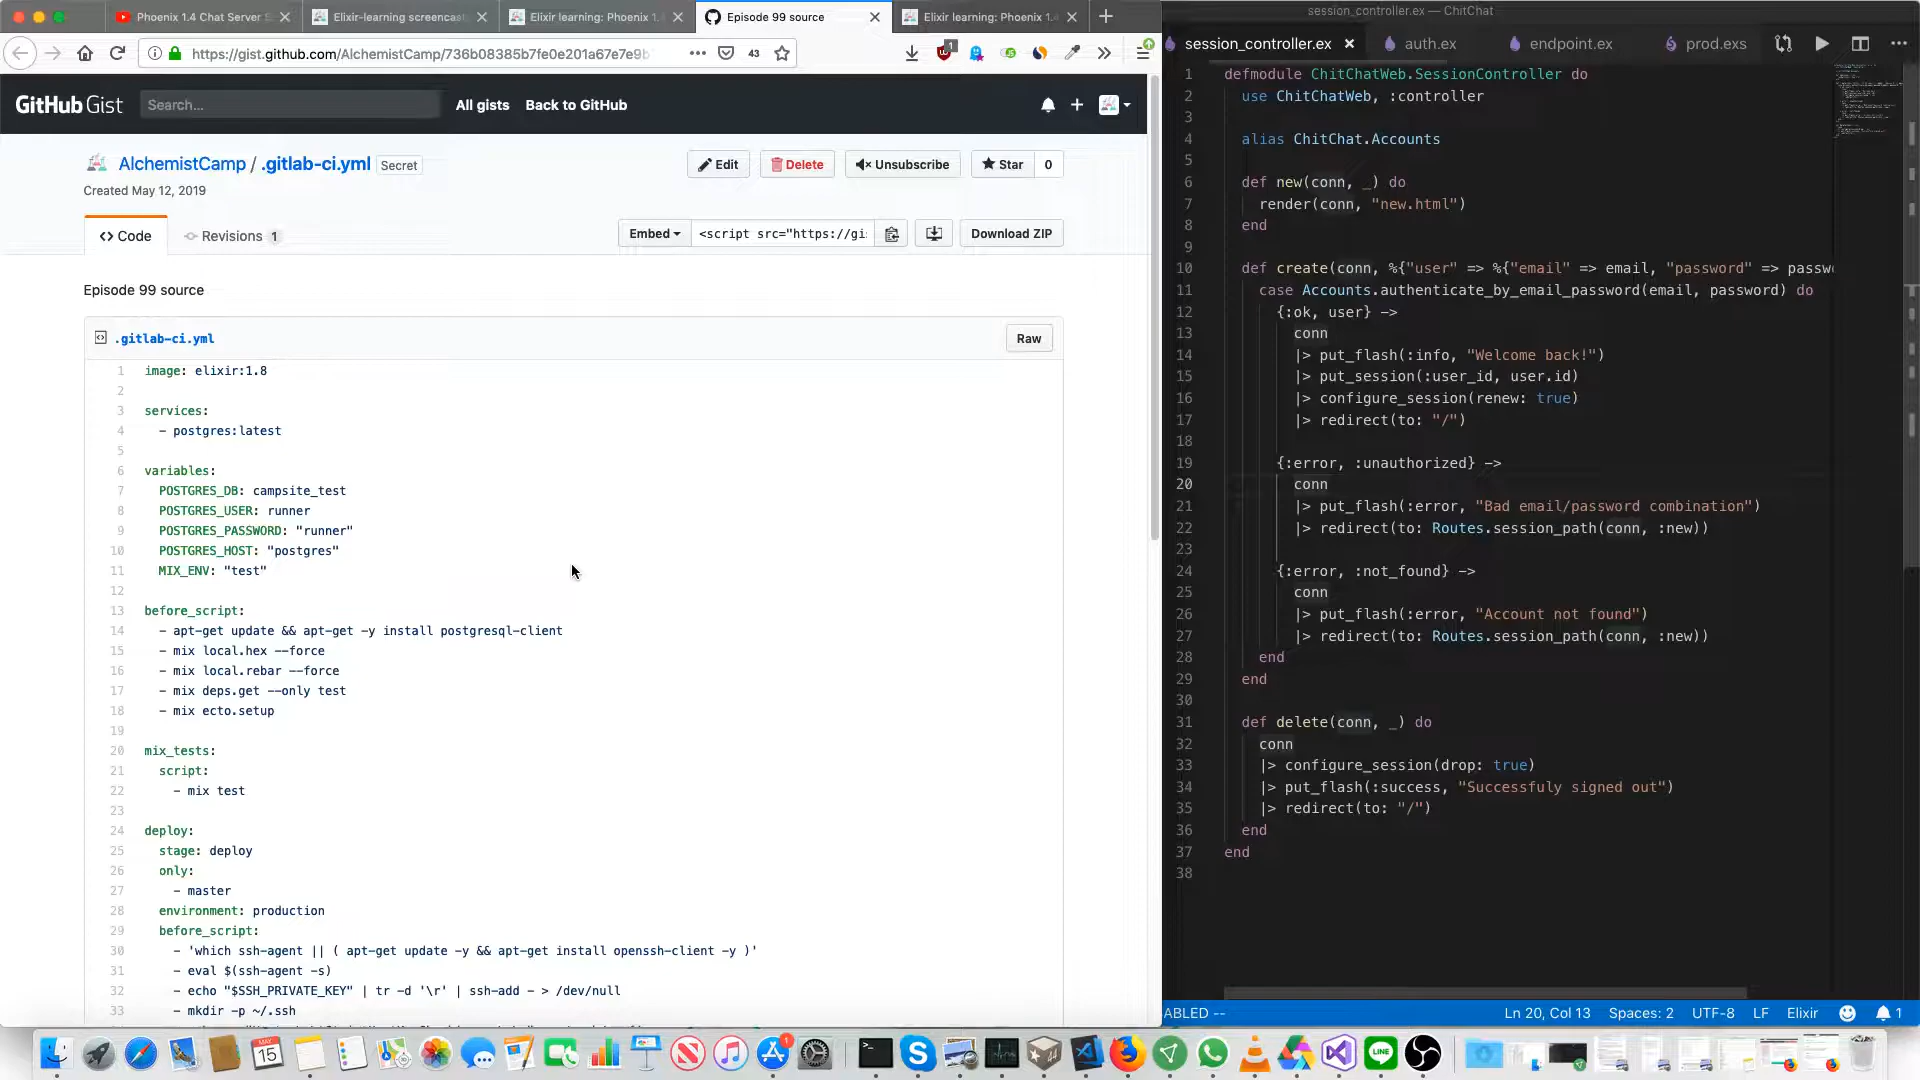 Phoenix 1.4 Chat Server S
Elixir-learning screencas
Elixir learning: Phoenix 1.
Episode 99 source
Elixir learning: Phoenix 1.4
https://gist.github.com/AlchemistCamp/736b08385b7fe0e201a67e7e9b
43
1
GitHub Gist
Search...
All gists
Back to GitHub
AlchemistCamp / .gitlab-ci.yml
Secret
Edit
Delete
Unsubscribe
Star
0
Created May 12, 2019
Code
Revisions 1
Embed
<script src="https://gi
Download ZIP
Episode 99 source
.gitlab-ci.yml
Raw
1 image: elixir:1.8
2
3 services:
4 - postgres:latest
5
6 variables:
7 POSTGRES_DB: campsite_test
8 POSTGRES_USER: runner
9 POSTGRES_PASSWORD: "runner"
10 POSTGRES_HOST: "postgres"
11 MIX_ENV: "test"
12
13 before_script:
14 - apt-get update && apt-get -y install postgresql-client
15 - mix local.hex --force
16 - mix local.rebar --force
17 - mix deps.get --only test
18 - mix ecto.setup
19
20 mix_tests:
21 script:
22 - mix test
23
24 deploy:
25 stage: deploy
26 only:
27 - master
28 environment: production
29 before_script:
30 - 'which ssh-agent || ( apt-get update -y && apt-get install openssh-client -y )'
31 - eval $(ssh-agent -s)
32 - echo "$SSH_PRIVATE_KEY" | tr -d '\r' | ssh-add - > /dev/null
33 - mkdir -p ~/.ssh
session_controller.ex — ChitChat
session_controller.ex
auth.ex
endpoint.ex
prod.exs
1 defmodule ChitChatWeb.SessionController do
2 use ChitChatWeb, :controller
3
4 alias ChitChat.Accounts
5
6 def new(conn, _) do
7 render(conn, "new.html")
8 end
9
10 def create(conn, %{"user" => %{"email" => email, "password" => passw
11 case Accounts.authenticate_by_email_password(email, password) do
12 {:ok, user} ->
13 conn
14 |> put_flash(:info, "Welcome back!")
15 |> put_session(:user_id, user.id)
16 |> configure_session(renew: true)
17 |> redirect(to: "/")
18
19 {:error, :unauthorized} ->
20 conn
21 |> put_flash(:error, "Bad email/password combination")
22 |> redirect(to: Routes.session_path(conn, :new))
23
24 {:error, :not_found} ->
25 conn
26 |> put_flash(:error, "Account not found")
27 |> redirect(to: Routes.session_path(conn, :new))
28 end
29 end
30
31 def delete(conn, _) do
32 conn
33 |> configure_session(drop: true)
34 |> put_flash(:success, "Successfuly signed out")
35 |> redirect(to: "/")
36 end
37 end
38
ABLED --
Ln 20, Col 13
Spaces: 2
UTF-8
LF
Elixir
1
MAY
15
1
LINE